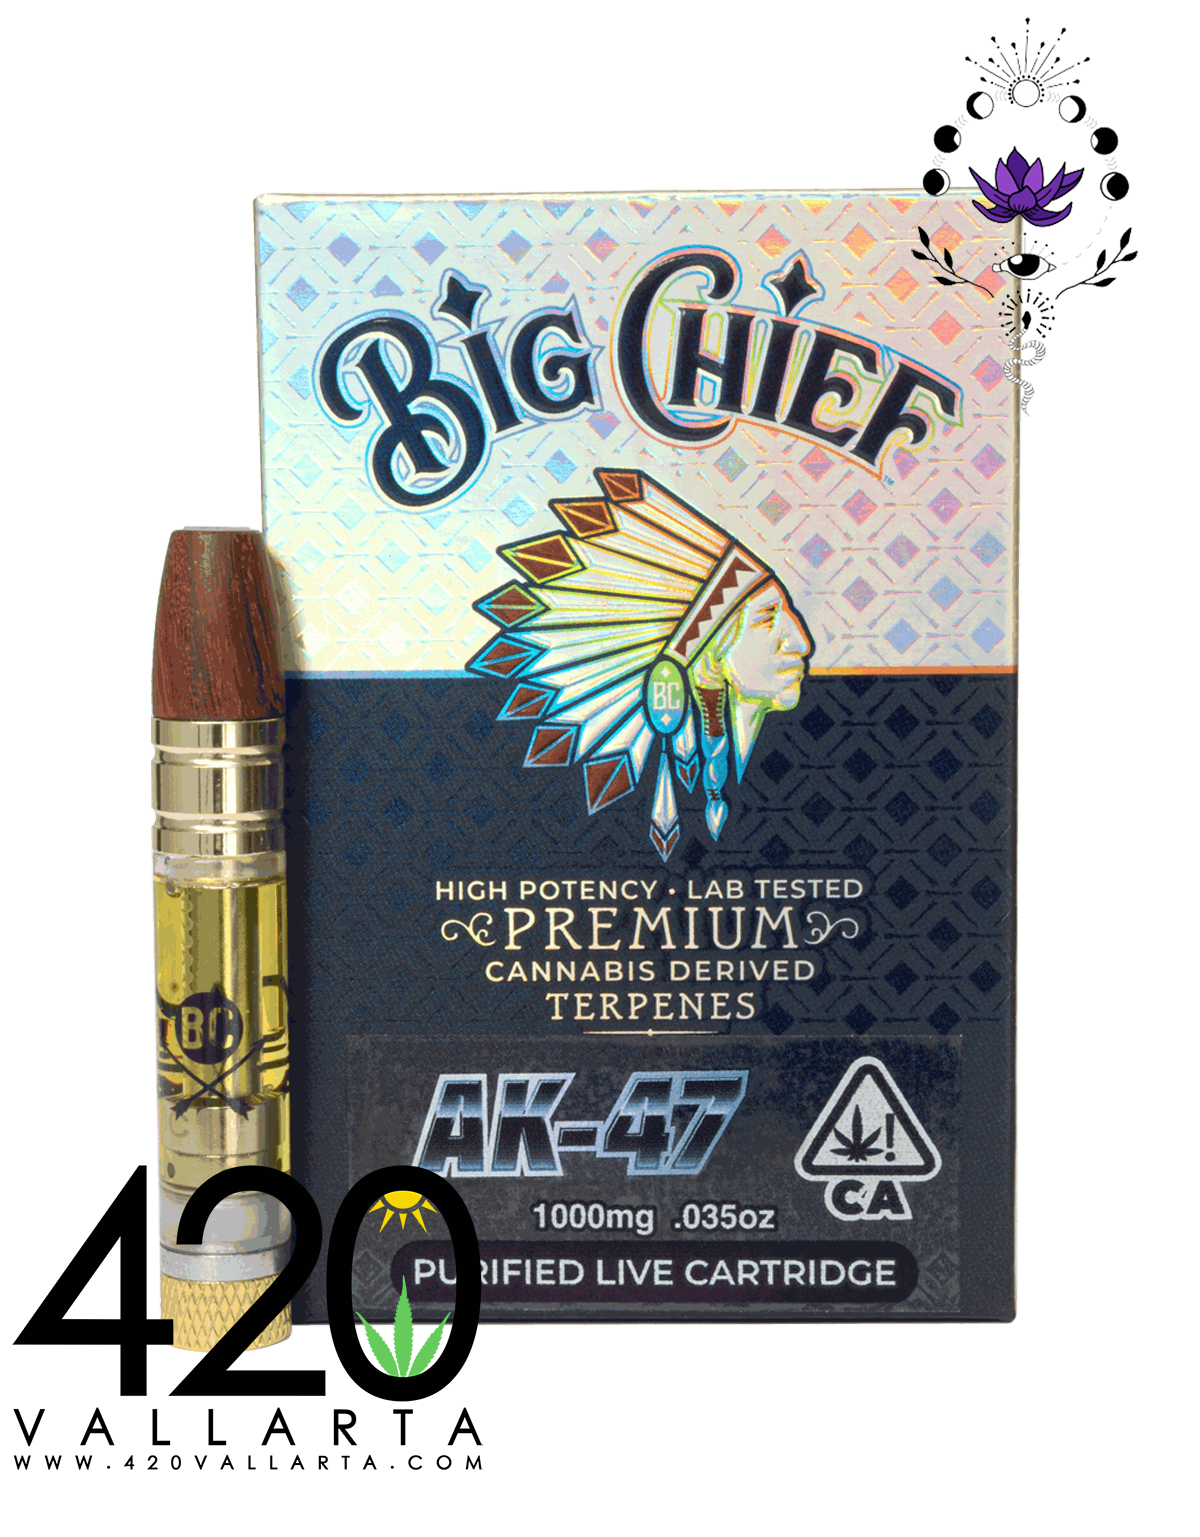 BIG CHIEF
TM
BC
HIGH POTENCY • LAB TESTED
PREMIUM
CANNABIS DERIVED
TERPENES
BC
AK-47
CA
1000mg .035oz
PURIFIED LIVE CARTRIDGE
420
VALLARTA
WWW.420VALLARTA.COM